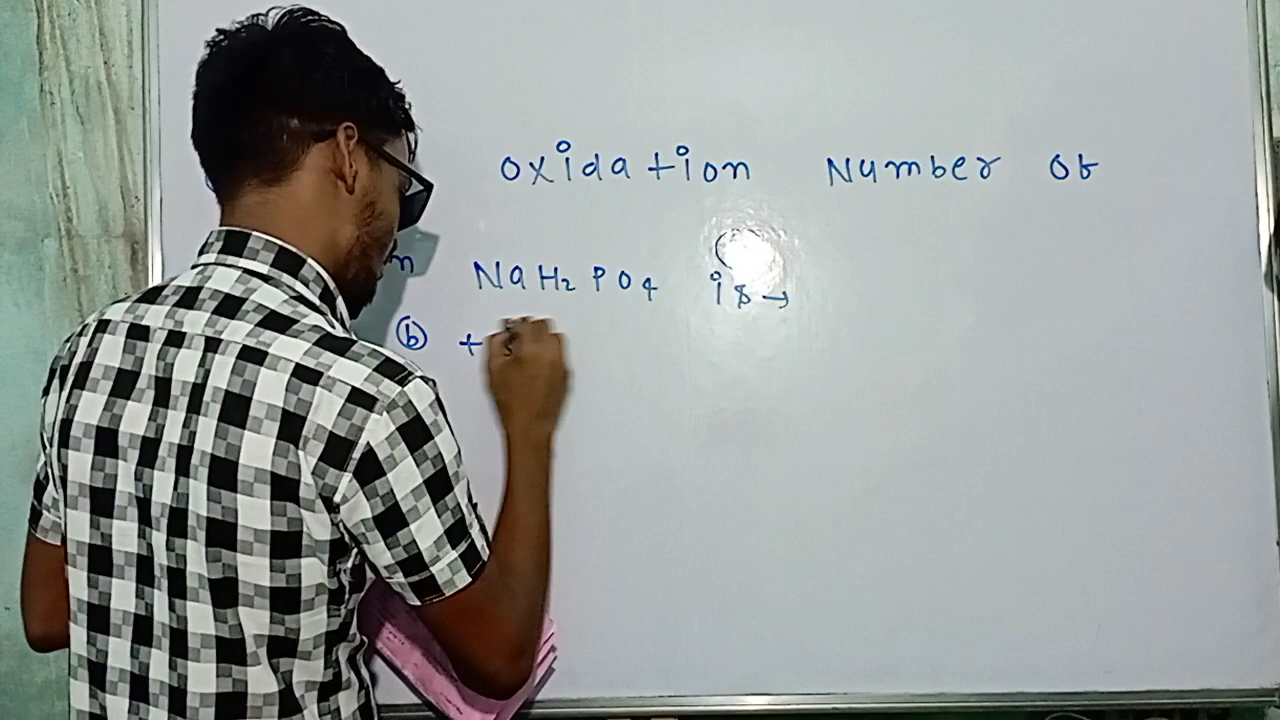 Oxidation Number Of
n NaH₂PO₄ is→
ⓑ +